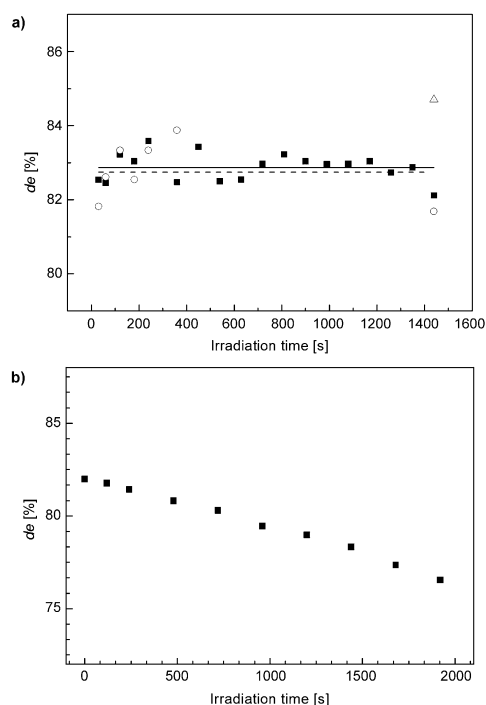 a)
86
84
82
80
de [%]
0 200 400 600 800 1000 1200 1400 1600
Irradiation time [s]
b)
85
80
75
de [%]
0 500 1000 1500 2000
Irradiation time [s]